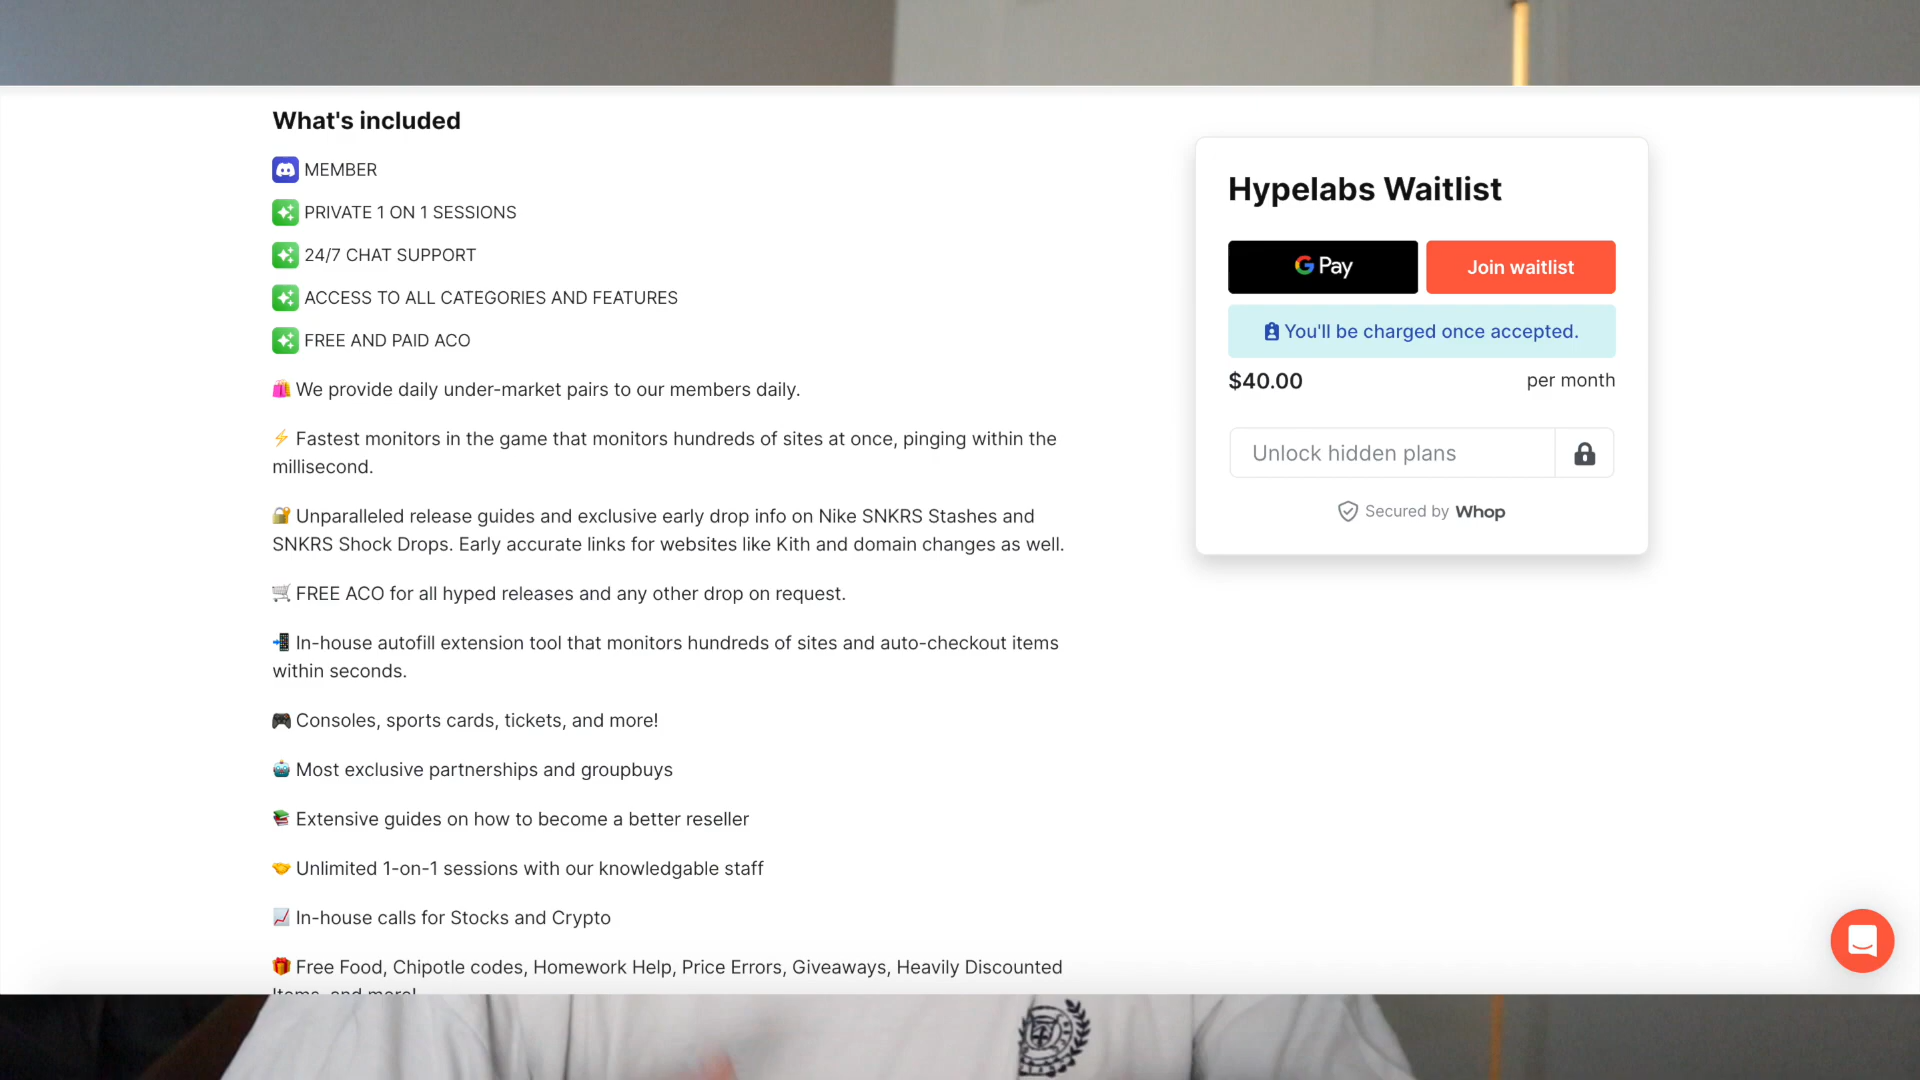 What's included
MEMBER
PRIVATE 1 ON 1 SESSIONS
24/7 CHAT SUPPORT
ACCESS TO ALL CATEGORIES AND FEATURES
FREE AND PAID ACO
🛍️ We provide daily under-market pairs to our members daily.
⚡ Fastest monitors in the game that monitors hundreds of sites at once, pinging within the
millisecond.
🔐 Unparalleled release guides and exclusive early drop info on Nike SNKRS Stashes and
SNKRS Shock Drops. Early accurate links for websites like Kith and domain changes as well.
🛒 FREE ACO for all hyped releases and any other drop on request.
📲 In-house autofill extension tool that monitors hundreds of sites and auto-checkout items
within seconds.
🎮 Consoles, sports cards, tickets, and more!
🤖 Most exclusive partnerships and groupbuys
📚 Extensive guides on how to become a better reseller
🤝 Unlimited 1-on-1 sessions with our knowledgable staff
📈 In-house calls for Stocks and Crypto
🎁 Free Food, Chipotle codes, Homework Help, Price Errors, Giveaways, Heavily Discounted
Items, and more!
Hypelabs Waitlist
G Pay
Join waitlist
You'll be charged once accepted.
$40.00 per month
Unlock hidden plans
Secured by Whop